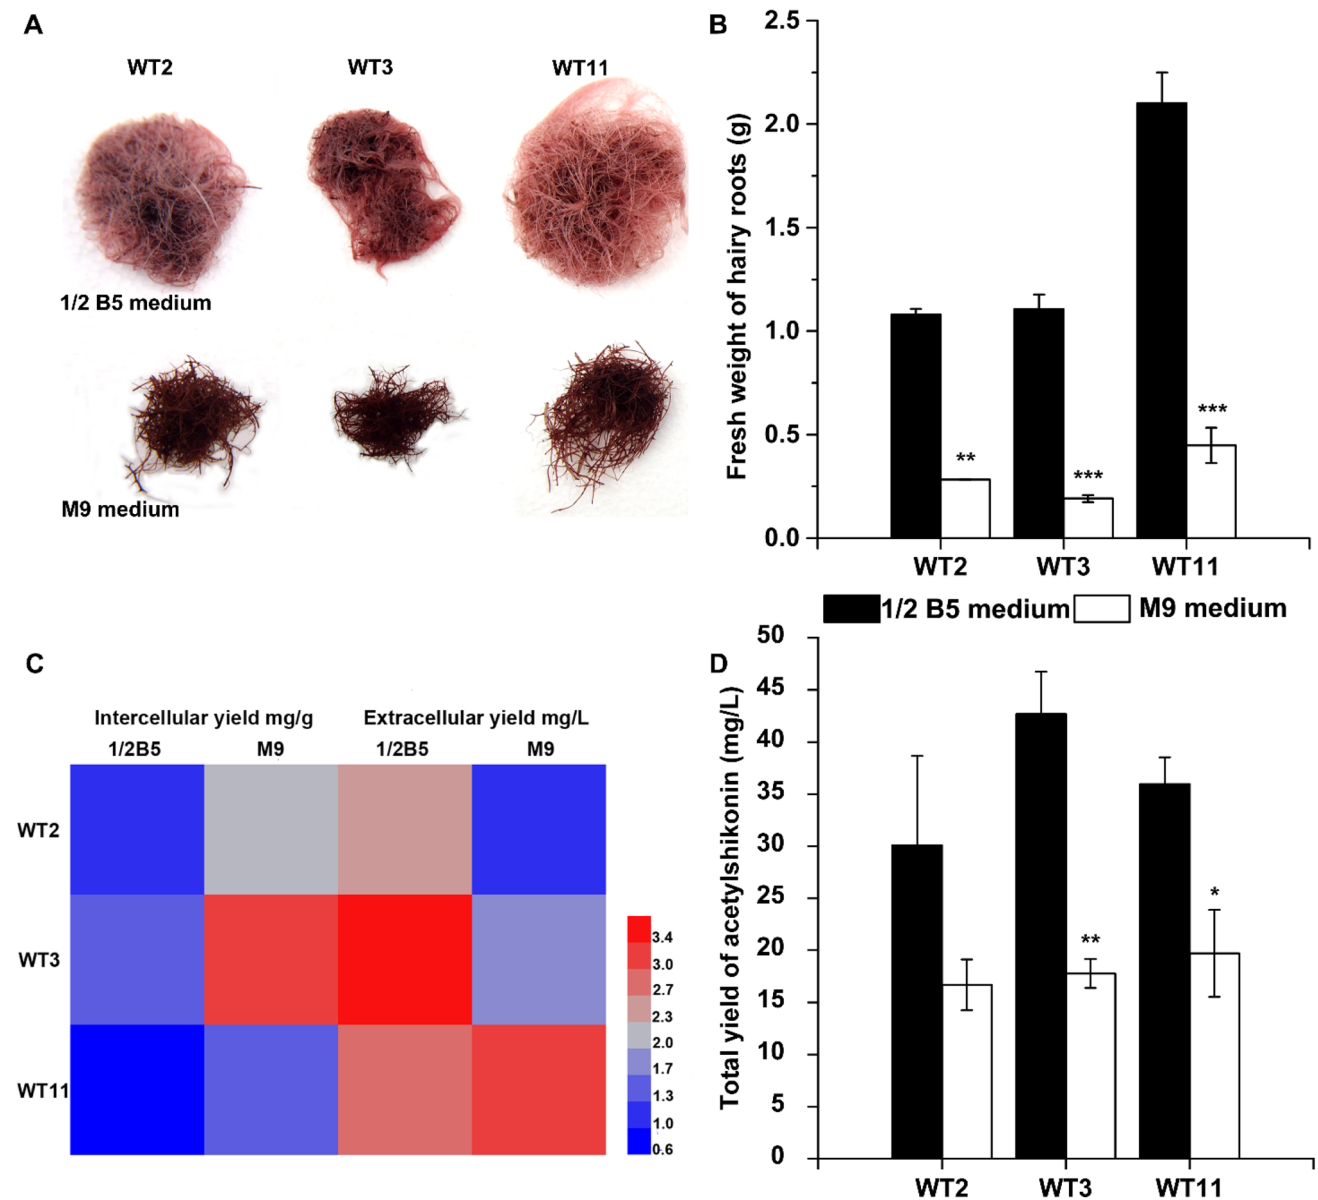 A
WT2 WT3 WT11
1/2 B5 medium
M9 medium
B
Fresh weight of hairy roots (g)
2.5
2.0
1.5
1.0
0.5
0.0
** *** ***
WT2 WT3 WT11
1/2 B5 medium M9 medium
C
Intercellular yield mg/g Extracellular yield mg/L
1/2B5 M9 1/2B5 M9
WT2
WT3
WT11
3.4
3.0
2.7
2.3
2.0
1.7
1.3
1.0
0.6
D
Total yield of acetylshikonin (mg/L)
50
45
40
35
30
25
20
15
10
5
0
** *
WT2 WT3 WT11